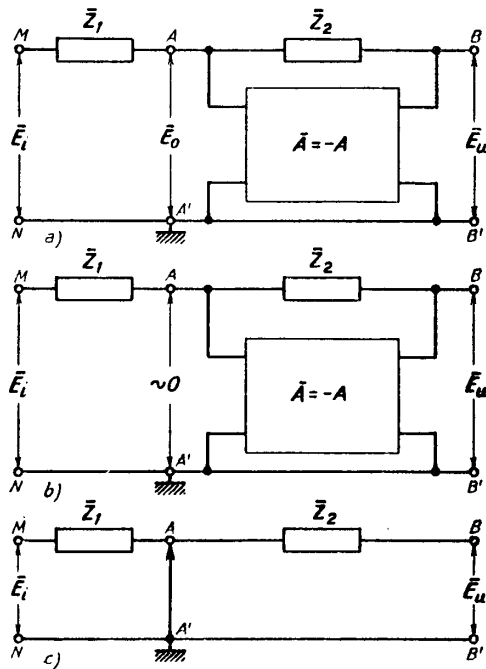 M Z̄₁ A Z̄₂ B
Ēᵢ Ē₀ Ā = -A Ēᵤ
N A' B'
a)
M Z̄₁ A Z̄₂ B
Ēᵢ ~0 Ā = -A Ēᵤ
N A' B'
b)
M Z̄₁ A Z̄₂ B
Ēᵢ Ēᵤ
N A' B'
c)